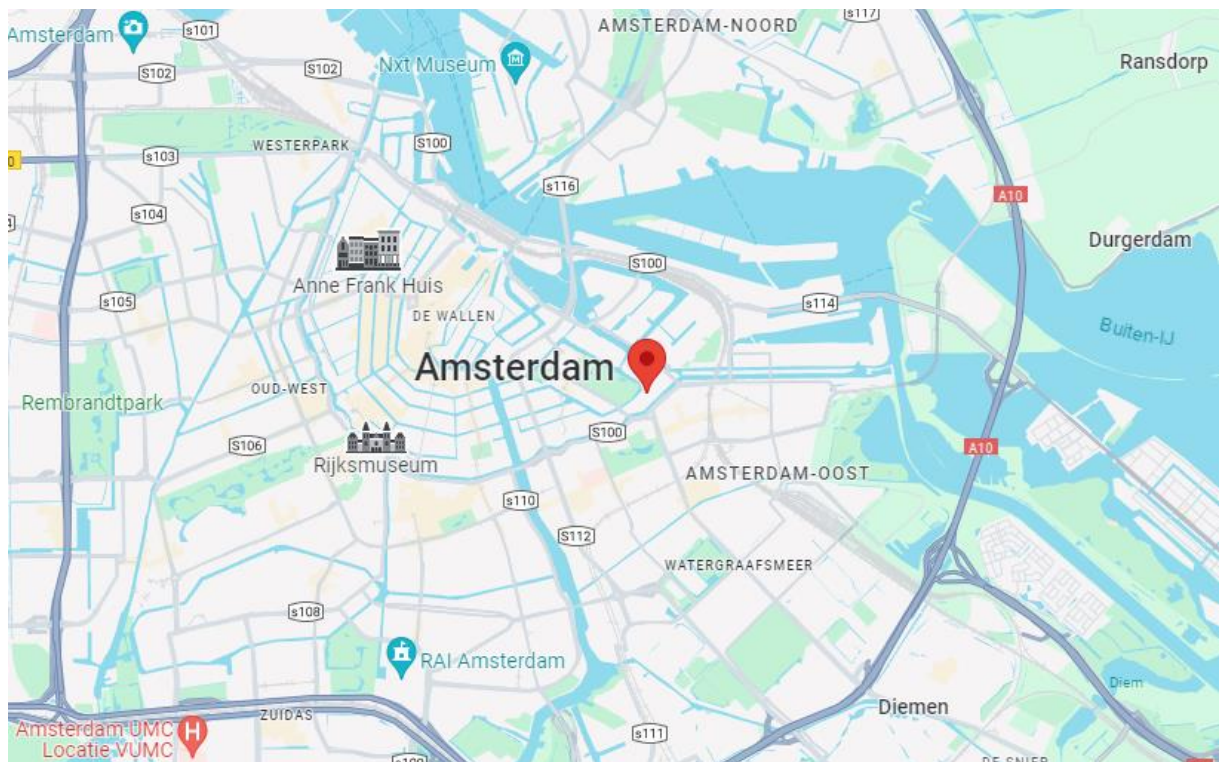 AMSTERDAM-NOORD
s117
s101
Amsterdam
Ransdorp
Nxt Museum
S102
S102
S100
WESTERPARK
s103
s116
A10
s104
Durgerdam
S100
Anne Frank Huis
s105
s114
DE WALLEN
Buiten-IJ
Amsterdam
OUD-WEST
Rembrandtpark
S100
S106
A10
Rijksmuseum
AMSTERDAM-OOST
s110
S112
WATERGRAAFSMEER
s108
RAI Amsterdam
Diem
Diemen
ZUIDAS
Amsterdam UMC
Locatie VUMC
H
s111